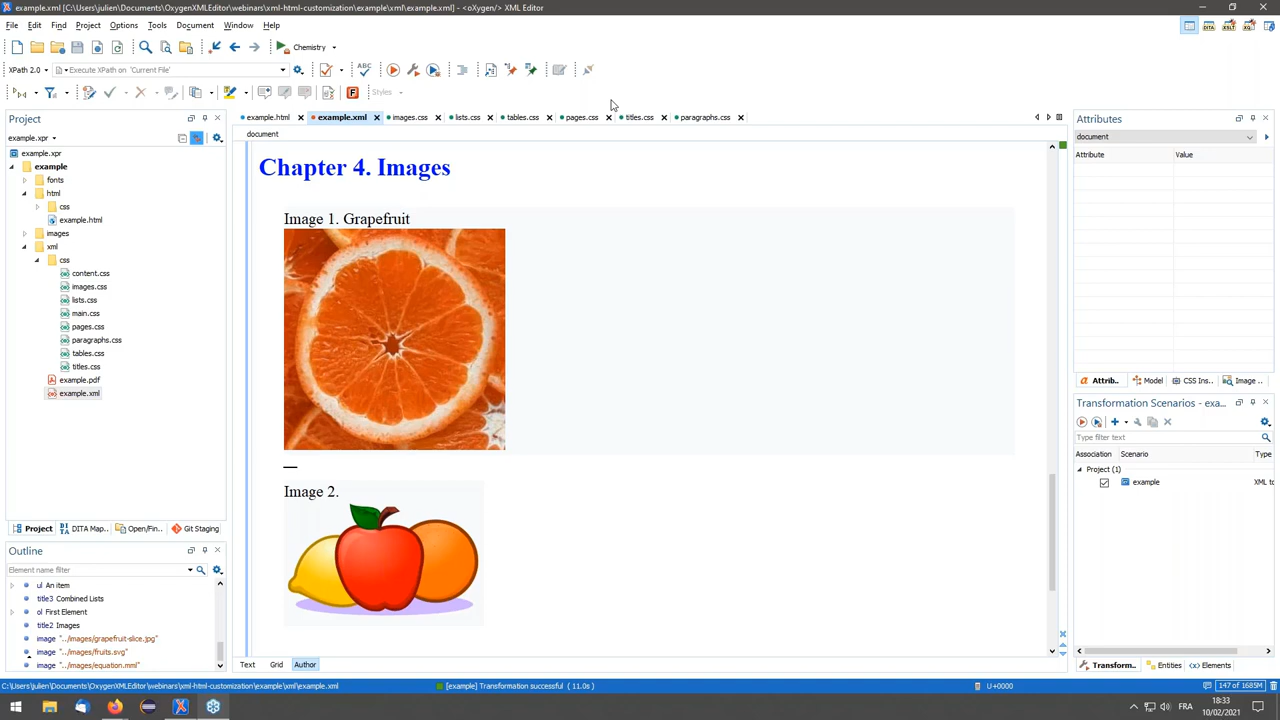 example.xml [C:\Users\julien\Documents\OxygenXMLEditor\webinars\xml-html-customization\example\xml\example.xml] - <oXygen/> XML Editor
File Edit Find Project Options Tools Document Window Help
Chemistry
XPath 2.0 Execute XPath on 'Current File'
ABC
Styles
Project
example.html example.xml images.css lists.css tables.css pages.css titles.css paragraphs.css
Attributes
example.xpr
document
document
example.xpr
Attribute Value
example
Chapter 4. Images
fonts
html
css
example.html
Image 1. Grapefruit
images
xml
css
content.css
images.css
lists.css
main.css
pages.css
paragraphs.css
tables.css
titles.css
example.pdf
Attrib.. Model CSS Ins.. Image ..
example.xml
Transformation Scenarios - exa...
Type filter text
Association Scenario Type
Project (1)
example XML to
Image 2.
Project DITA Map.. Open/Fin.. Git Staging
Outline
Element name filter
ul An item
title3 Combined Lists
ol First Element
title2 Images
image "../images/grapefruit-slice.jpg"
image "../images/fruits.svg"
image "../images/equation.mml"
Text Grid Author
Transform.. Entities Elements
C:\Users\julien\Documents\OxygenXMLEditor\webinars\xml-html-customization\example\xml\example.xml
[example] Transformation successful ( 11.0s )
U+0000
147 of 1685M
FR
18:33
10/02/2021